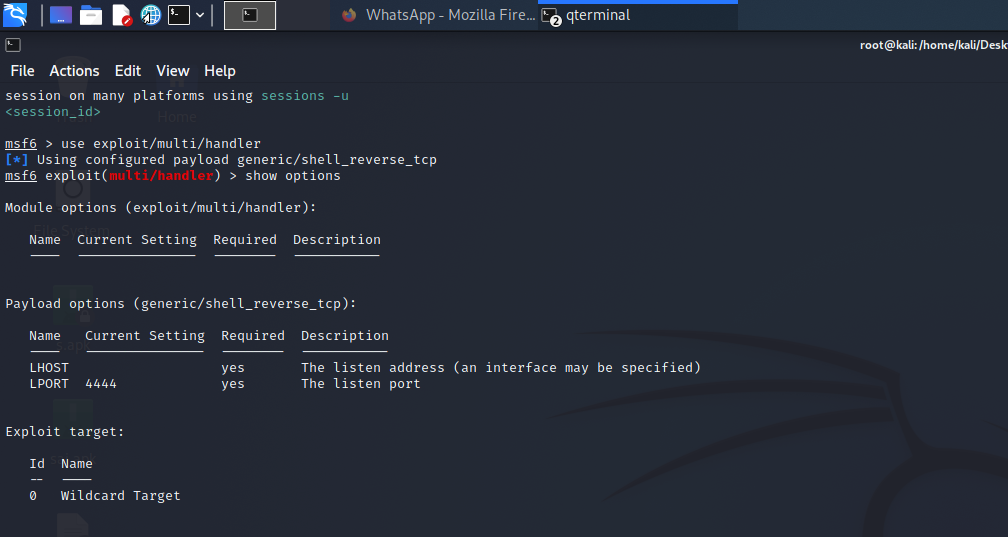 WhatsApp - Mozilla Fire...
2 qterminal
root@kali: /home/kali/Desk
File Actions Edit View Help
session on many platforms using sessions -u
<session_id>
Home
msf6 > use exploit/multi/handler
[*] Using configured payload generic/shell_reverse_tcp
msf6 exploit(multi/handler) > show options
Module options (exploit/multi/handler):
File System
Name Current Setting Required Description
---- --------------- -------- -----------
Payload options (generic/shell_reverse_tcp):
Name Current Setting Required Description
---- --------------- -------- -----------
LHOST yes The listen address (an interface may be specified)
LPORT 4444 yes The listen port
Exploit target:
Id Name
-- ----
0 Wildcard Target